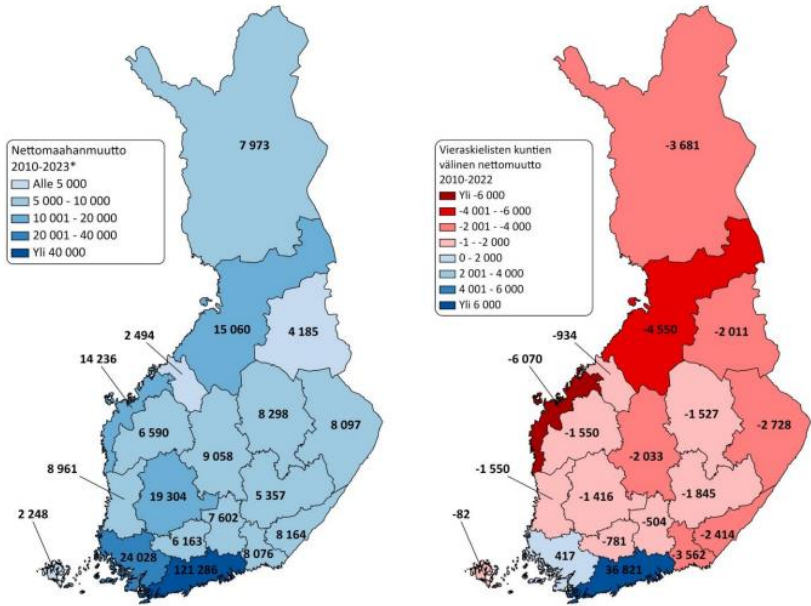 Nettomaahanmuutto
2010-2023*
Alle 5 000
5 000 - 10 000
10 001 - 20 000
20 001 - 40 000
Yli 40 000
7 973
15 060
4 185
2 494
14 236
8 298
8 097
6 590
9 058
8 961
19 304
5 357
7 602
2 248
6 163
8 164
24 028
8 076
121 286
Vieraskielisten kuntien
välinen nettomuutto
2010-2022
Yli -6 000
-4 001 - -6 000
-2 001 - -4 000
-1 - -2 000
0 - 2 000
2 001 - 4 000
4 001 - 6 000
Yli 6 000
-3 681
-4 550
-2 011
-934
-6 070
-1 527
-2 728
-1 550
-2 033
-1 550
-1 416
-1 845
-504
-82
-781
-2 414
417
-3 562
36 821